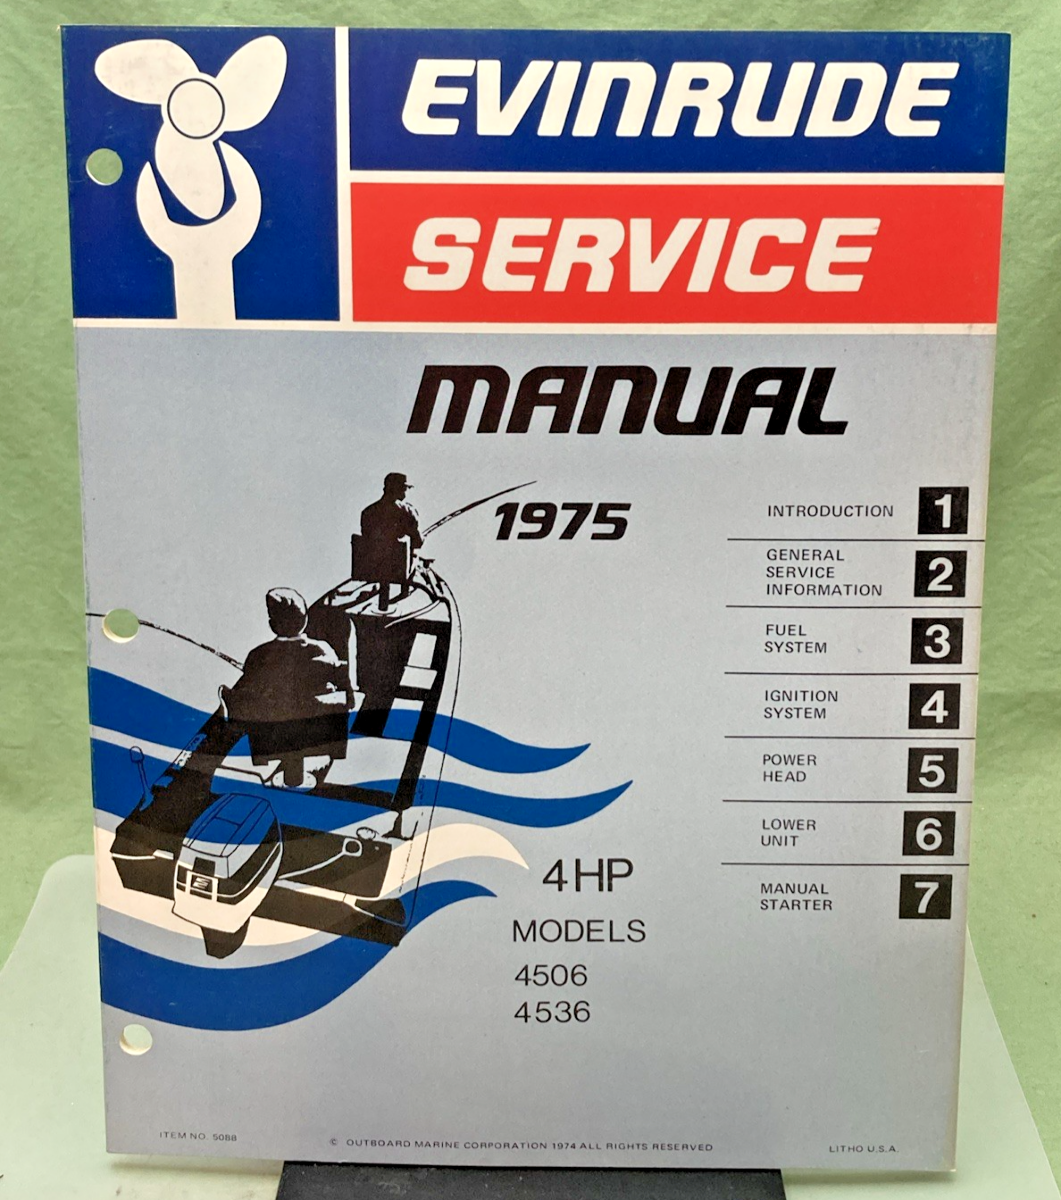 EVINRUDE
SERVICE
MANUAL
1975
INTRODUCTION 1
GENERAL
SERVICE
INFORMATION 2
FUEL
SYSTEM 3
IGNITION
SYSTEM 4
POWER
HEAD 5
LOWER
UNIT 6
MANUAL
STARTER 7
4HP
MODELS
4506
4536
ITEM NO. 5088
© OUTBOARD MARINE CORPORATION 1974 ALL RIGHTS RESERVED
LITHO U.S.A.